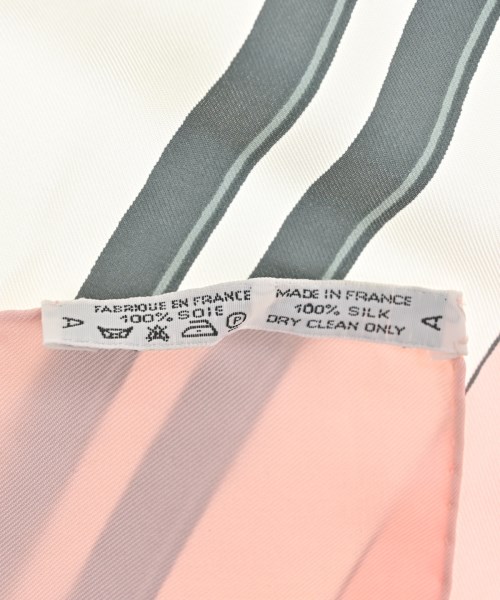 A
FABRIQUE EN FRANCE
100% SOIE
P
MADE IN FRANCE
100% SILK
DRY CLEAN ONLY
A